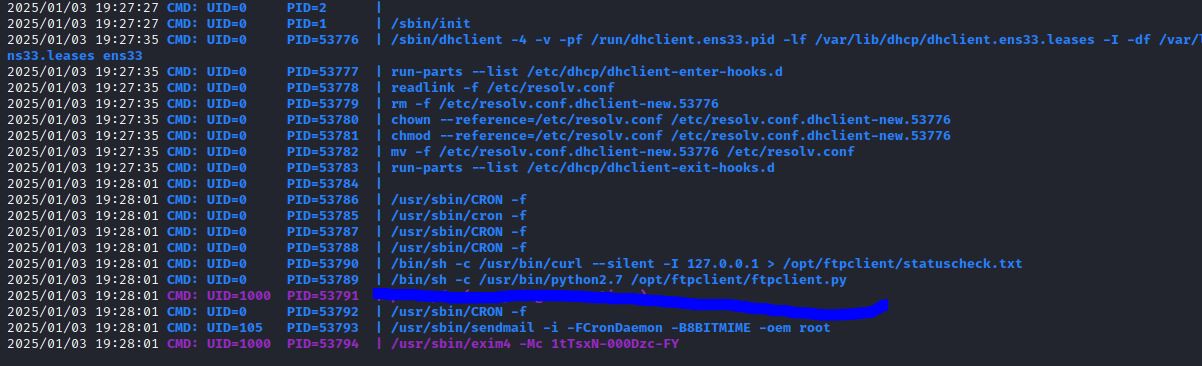 2025/01/03 19:27:27 CMD: UID=0 PID=2 |
2025/01/03 19:27:27 CMD: UID=0 PID=1 | /sbin/init
2025/01/03 19:27:35 CMD: UID=0 PID=53776 | /sbin/dhclient -4 -v -pf /run/dhclient.ens33.pid -lf /var/lib/dhcp/dhclient.ens33.leases -I -df /var/l
ns33.leases ens33
2025/01/03 19:27:35 CMD: UID=0 PID=53777 | run-parts --list /etc/dhcp/dhclient-enter-hooks.d
2025/01/03 19:27:35 CMD: UID=0 PID=53778 | readlink -f /etc/resolv.conf
2025/01/03 19:27:35 CMD: UID=0 PID=53779 | rm -f /etc/resolv.conf.dhclient-new.53776
2025/01/03 19:27:35 CMD: UID=0 PID=53780 | chown --reference=/etc/resolv.conf /etc/resolv.conf.dhclient-new.53776
2025/01/03 19:27:35 CMD: UID=0 PID=53781 | chmod --reference=/etc/resolv.conf /etc/resolv.conf.dhclient-new.53776
2025/01/03 19:27:35 CMD: UID=0 PID=53782 | mv -f /etc/resolv.conf.dhclient-new.53776 /etc/resolv.conf
2025/01/03 19:27:35 CMD: UID=0 PID=53783 | run-parts --list /etc/dhcp/dhclient-exit-hooks.d
2025/01/03 19:28:01 CMD: UID=0 PID=53784 |
2025/01/03 19:28:01 CMD: UID=0 PID=53786 | /usr/sbin/CRON -f
2025/01/03 19:28:01 CMD: UID=0 PID=53785 | /usr/sbin/cron -f
2025/01/03 19:28:01 CMD: UID=0 PID=53787 | /usr/sbin/CRON -f
2025/01/03 19:28:01 CMD: UID=0 PID=53788 | /usr/sbin/CRON -f
2025/01/03 19:28:01 CMD: UID=0 PID=53790 | /bin/sh -c /usr/bin/curl --silent -I 127.0.0.1 > /opt/ftpclient/statuscheck.txt
2025/01/03 19:28:01 CMD: UID=0 PID=53789 | /bin/sh -c /usr/bin/python2.7 /opt/ftpclient/ftpclient.py
2025/01/03 19:28:01 CMD: UID=1000 PID=53791
2025/01/03 19:28:01 CMD: UID=0 PID=53792 | /usr/sbin/CRON -f
2025/01/03 19:28:01 CMD: UID=105 PID=53793 | /usr/sbin/sendmail -i -FCronDaemon -B8BITMIME -oem root
2025/01/03 19:28:01 CMD: UID=1000 PID=53794 | /usr/sbin/exim4 -Mc 1tTsxN-000Dzc-FY